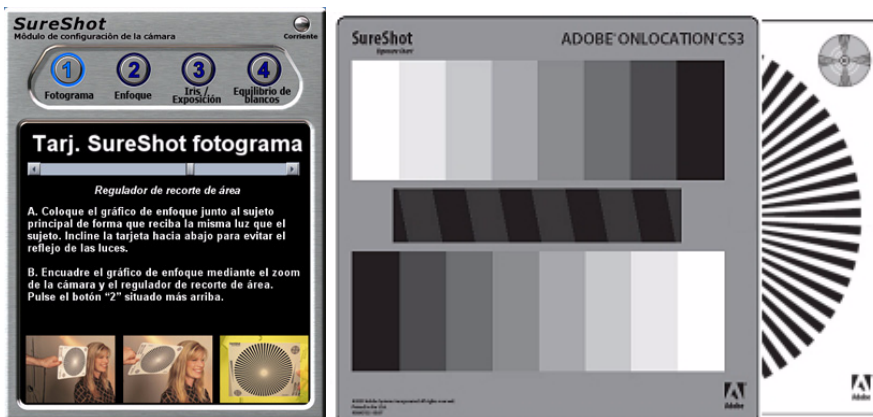 SureShot
Módulo de configuración de la cámara
Corriente
1
2
3
4
Fotograma
Enfoque
Iris /
Exposición
Equilibrio de
blancos
Tarj. SureShot fotograma
Regulador de recorte de área
A. Coloque el gráfico de enfoque junto al sujeto
principal de forma que reciba la misma luz que el
sujeto. Incline la tarjeta hacia abajo para evitar el
reflejo de las luces.
B. Encuadre el gráfico de enfoque mediante el zoom
de la cámara y el regulador de recorte de área.
Pulse el botón “2” situado más arriba.
SureShot
ADOBE® ONLOCATION® CS3
Adobe
Adobe